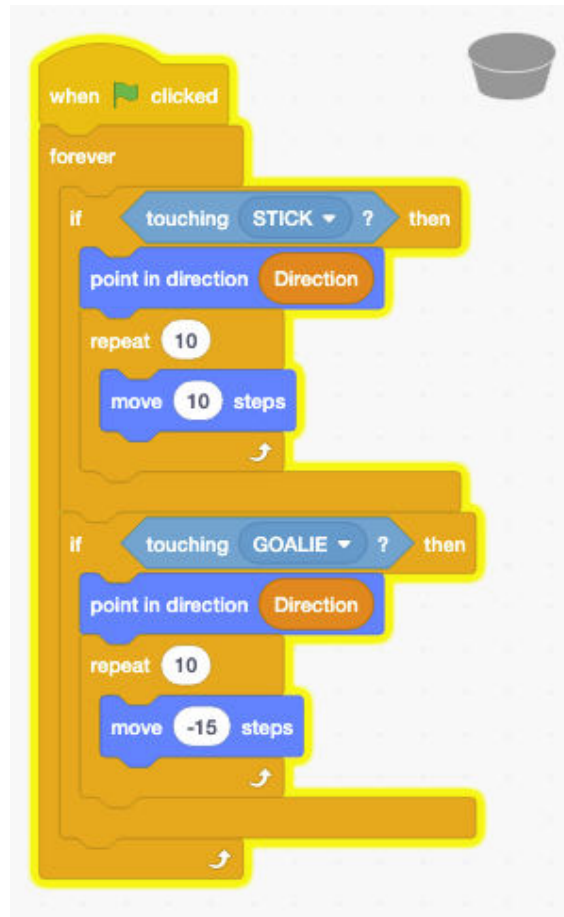 when clicked
forever
if touching STICK ? then
point in direction Direction
repeat 10
move 10 steps
if touching GOALIE ? then
point in direction Direction
repeat 10
move -15 steps